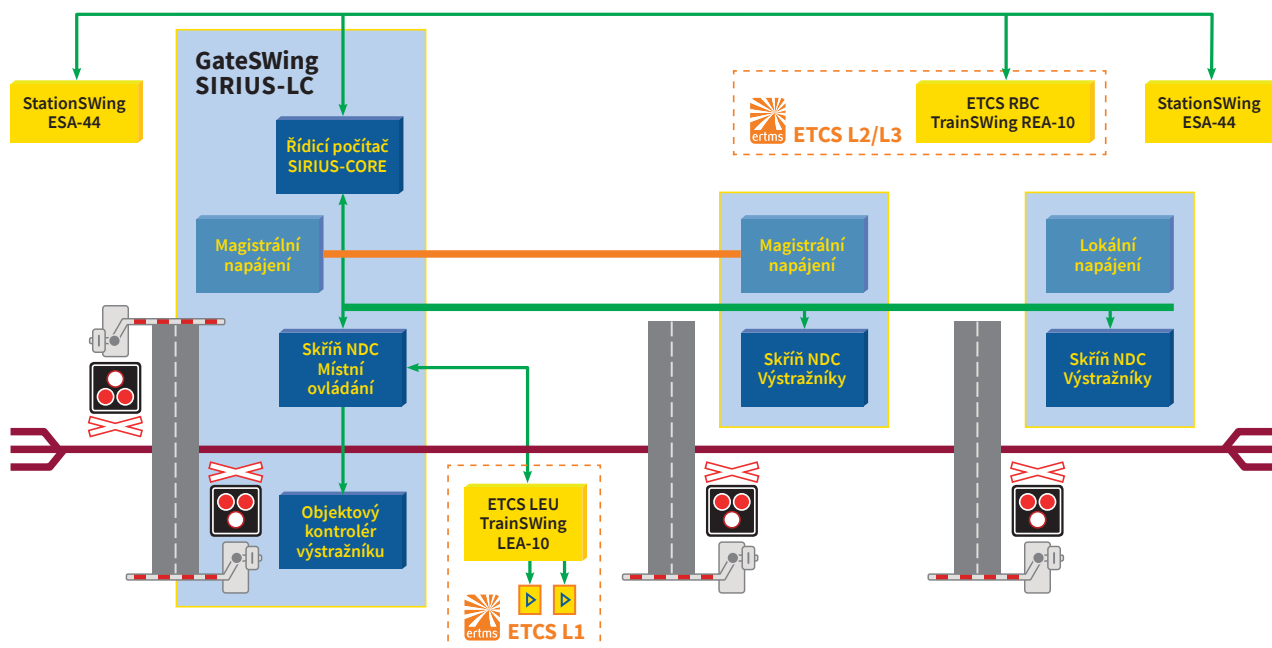 GateSWing
SIRIUS-LC
StationSWing
ESA-44
Řídicí počítač
SIRIUS-CORE
ertms
ETCS L2/L3
ETCS RBC
TrainSWing REA-10
StationSWing
ESA-44
Magistrální
napájení
Magistrální
napájení
Lokální
napájení
Skříň NDC
Místní
ovládání
Skříň NDC
Výstražníky
Skříň NDC
Výstražníky
Objektový
kontrolér
výstražníku
ETCS LEU
TrainSWing
LEA-10
ertms
ETCS L1